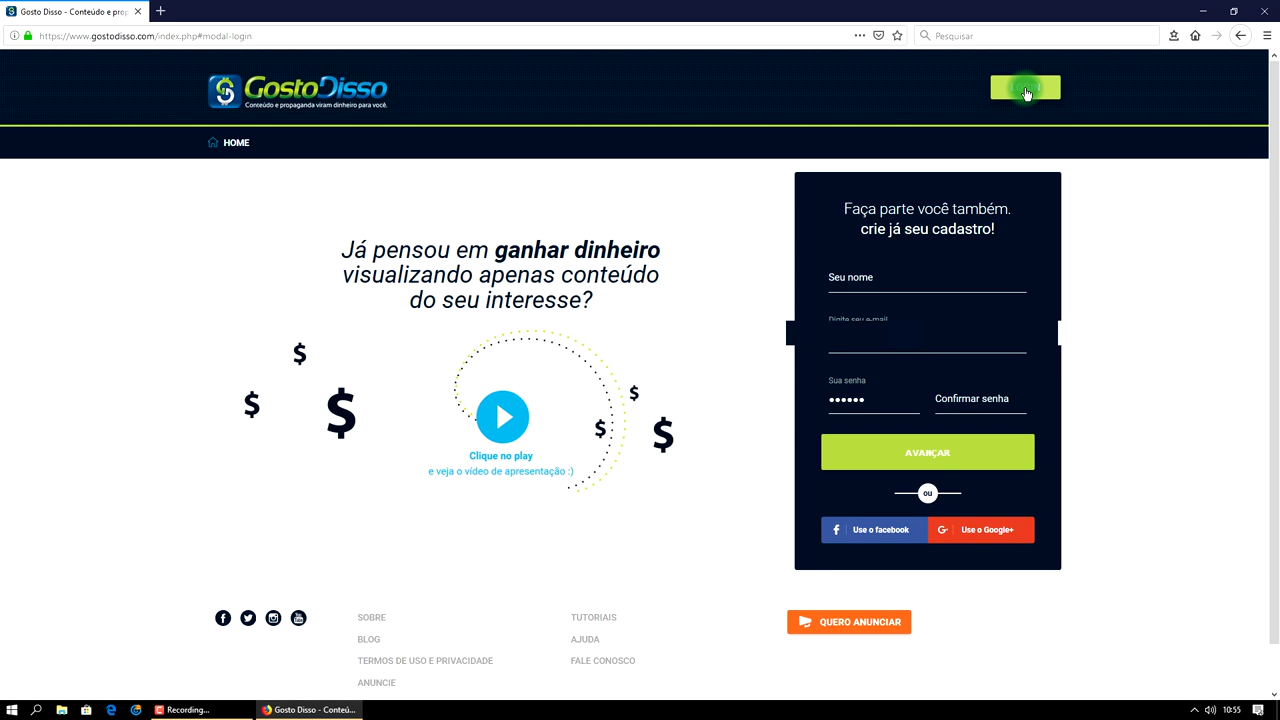 Gosto Disso - Conteúdo e prop
https://www.gostodisso.com/index.php#modal-login
Pesquisar
GostoDisso
Conteúdo e propaganda viram dinheiro para você.
HOME
Já pensou em ganhar dinheiro
visualizando apenas conteúdo
do seu interesse?
$
$
$
$
$
$
Clique no play
e veja o vídeo de apresentação :)
Faça parte você também.
crie já seu cadastro!
Seu nome
Digite seu e-mail
Sua senha
••••••
Confirmar senha
AVANÇAR
ou
Use o facebook
Use o Google+
SOBRE
BLOG
TERMOS DE USO E PRIVACIDADE
ANUNCIE
TUTORIAIS
AJUDA
FALE CONOSCO
QUERO ANUNCIAR
Recording...
Gosto Disso - Conteú...
10:55